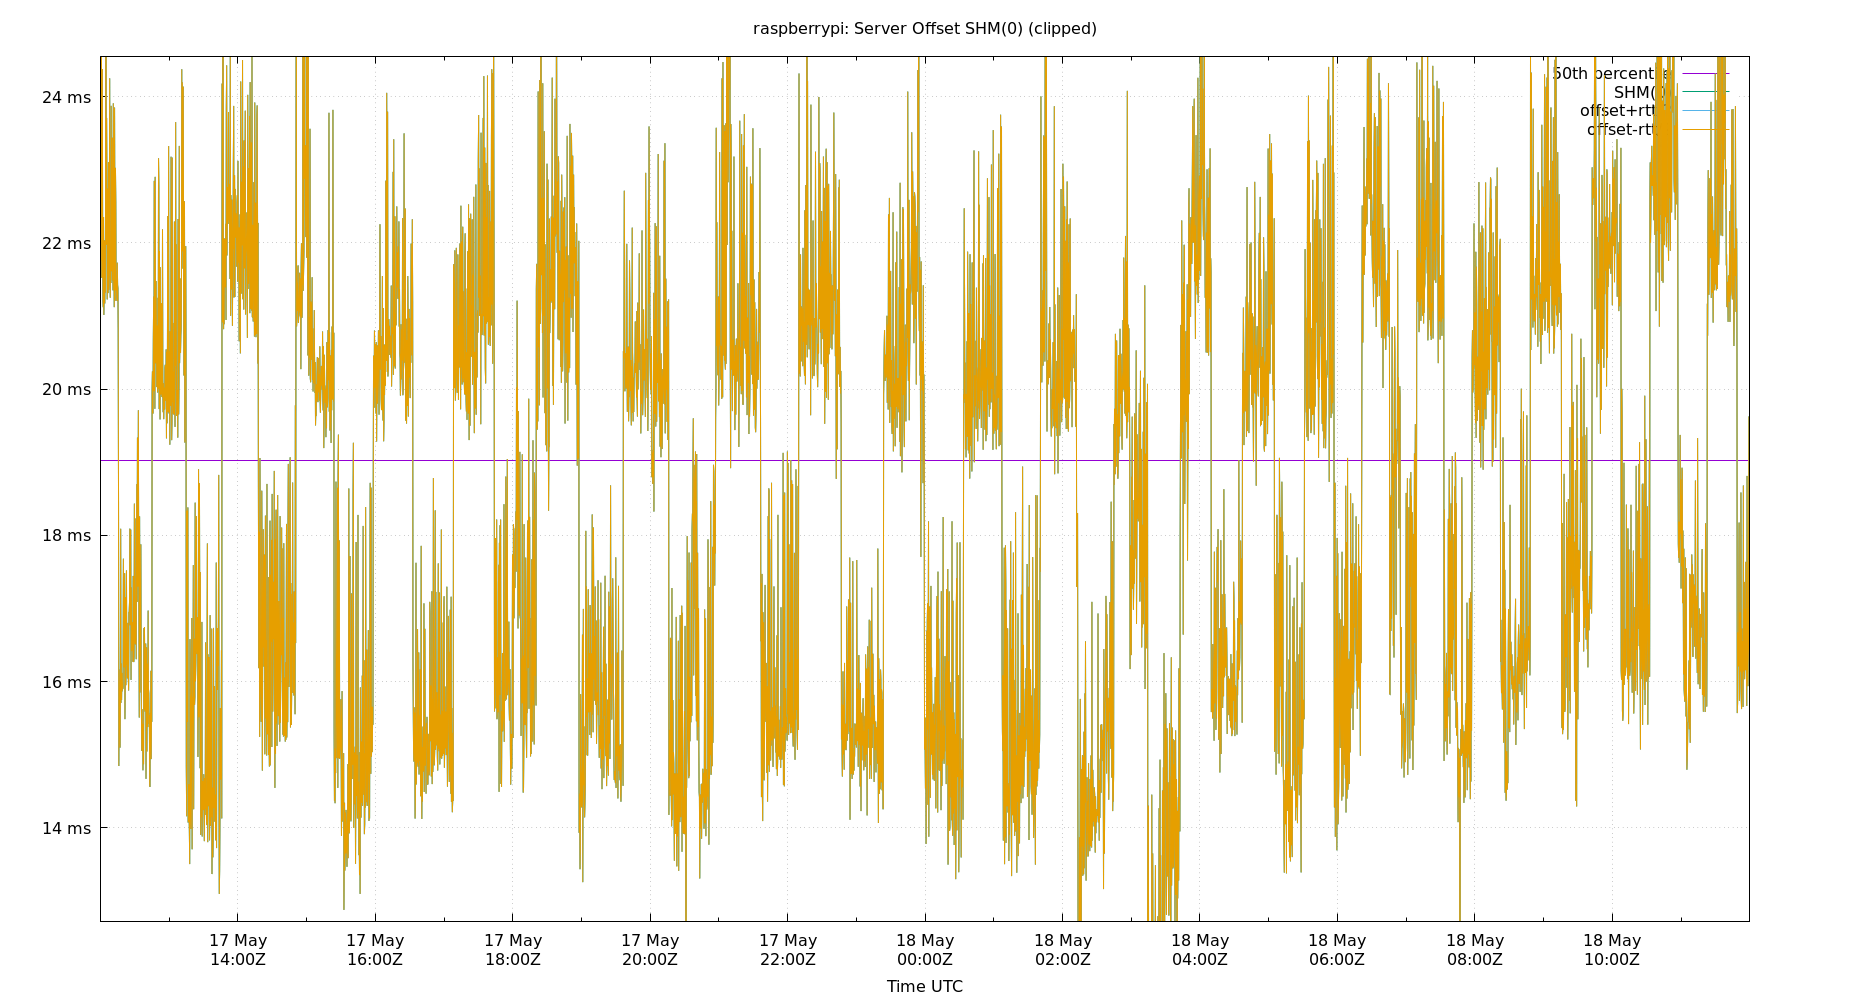 raspberrypi: Server Offset SHM(0) (clipped)
24 ms
22 ms
20 ms
18 ms
16 ms
14 ms
50th percentile
SHM(0)
offset+rtt
offset-rtt
17 May 17 May 17 May 17 May 17 May 18 May 18 May 18 May 18 May 18 May 18 May
14:00Z 16:00Z 18:00Z 20:00Z 22:00Z 00:00Z 02:00Z 04:00Z 06:00Z 08:00Z 10:00Z
Time UTC